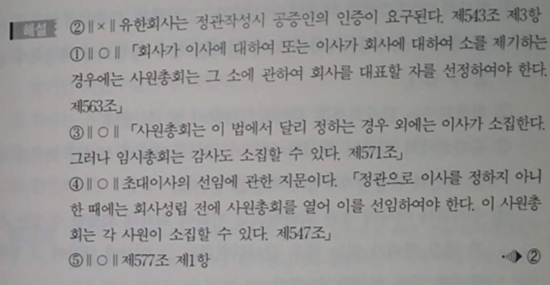 해설 ②∥×∥유한회사는 정관작성시 공증인의 인증이 요구된다. 제543조 제3항
①∥○∥「회사가 이사에 대하여 또는 이사가 회사에 대하여 소를 제기하는
경우에는 사원총회는 그 소에 관하여 회사를 대표할 자를 선정하여야 한다.
제563조」
③∥○∥「사원총회는 이 법에서 달리 정하는 경우 외에는 이사가 소집한다.
그러나 임시총회는 감사도 소집할 수 있다. 제571조」
④∥○∥초대이사의 선임에 관한 지문이다. 「정관으로 이사를 정하지 아니
한 때에는 회사성립 전에 사원총회를 열어 이를 선임하여야 한다. 이 사원총
회는 각 사원이 소집할 수 있다. 제547조」
⑤∥○∥제577조 제1항 ②